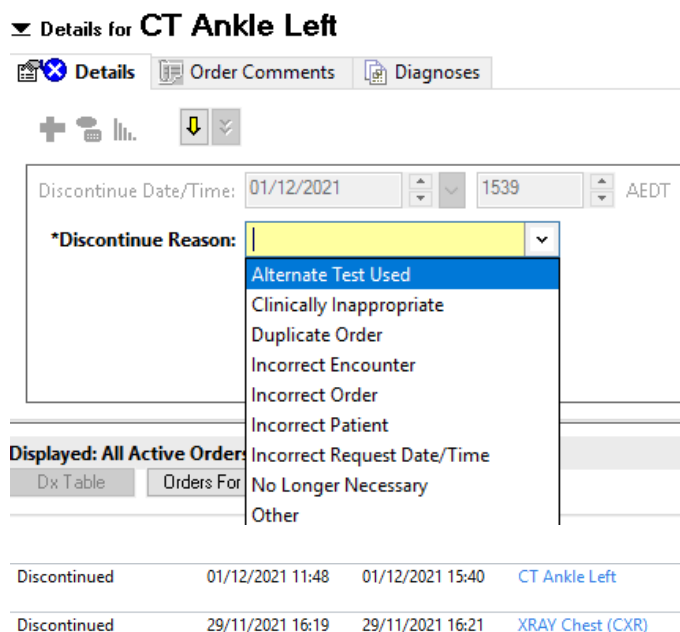 Details for CT Ankle Left
Details Order Comments Diagnoses
Discontinue Date/Time: 01/12/2021 1539 AEDT
*Discontinue Reason:
Alternate Test Used
Clinically Inappropriate
Duplicate Order
Incorrect Encounter
Incorrect Order
Incorrect Patient
Displayed: All Active Orders Incorrect Request Date/Time
Dx Table Orders For No Longer Necessary
Other
Discontinued 01/12/2021 11:48 01/12/2021 15:40 CT Ankle Left
Discontinued 29/11/2021 16:19 29/11/2021 16:21 XRAY Chest (CXR)